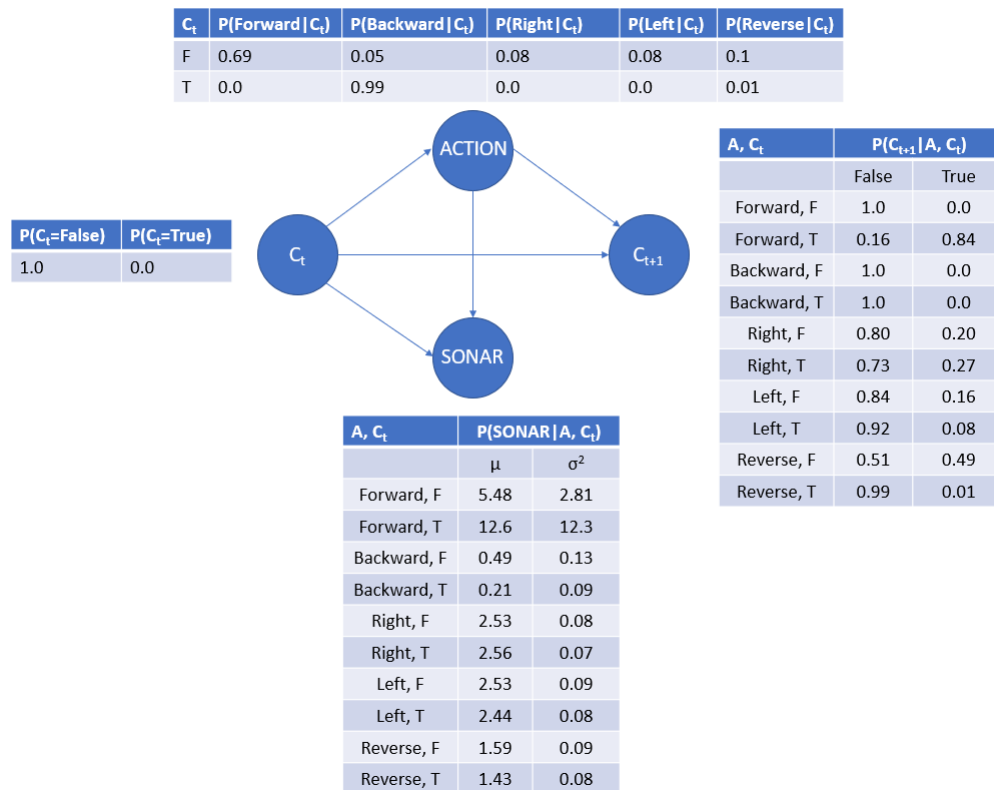 Cₜ P(Forward|Cₜ) P(Backward|Cₜ) P(Right|Cₜ) P(Left|Cₜ) P(Reverse|Cₜ)
F 0.69 0.05 0.08 0.08 0.1
T 0.0 0.99 0.0 0.0 0.01
ACTION
P(Cₜ=False) P(Cₜ=True)
1.0 0.0
Cₜ
Cₜ₊₁
SONAR
A, Cₜ P(Cₜ₊₁|A, Cₜ)
False True
Forward, F 1.0 0.0
Forward, T 0.16 0.84
Backward, F 1.0 0.0
Backward, T 1.0 0.0
Right, F 0.80 0.20
Right, T 0.73 0.27
Left, F 0.84 0.16
Left, T 0.92 0.08
Reverse, F 0.51 0.49
Reverse, T 0.99 0.01
A, Cₜ P(SONAR|A, Cₜ)
μ σ²
Forward, F 5.48 2.81
Forward, T 12.6 12.3
Backward, F 0.49 0.13
Backward, T 0.21 0.09
Right, F 2.53 0.08
Right, T 2.56 0.07
Left, F 2.53 0.09
Left, T 2.44 0.08
Reverse, F 1.59 0.09
Reverse, T 1.43 0.08